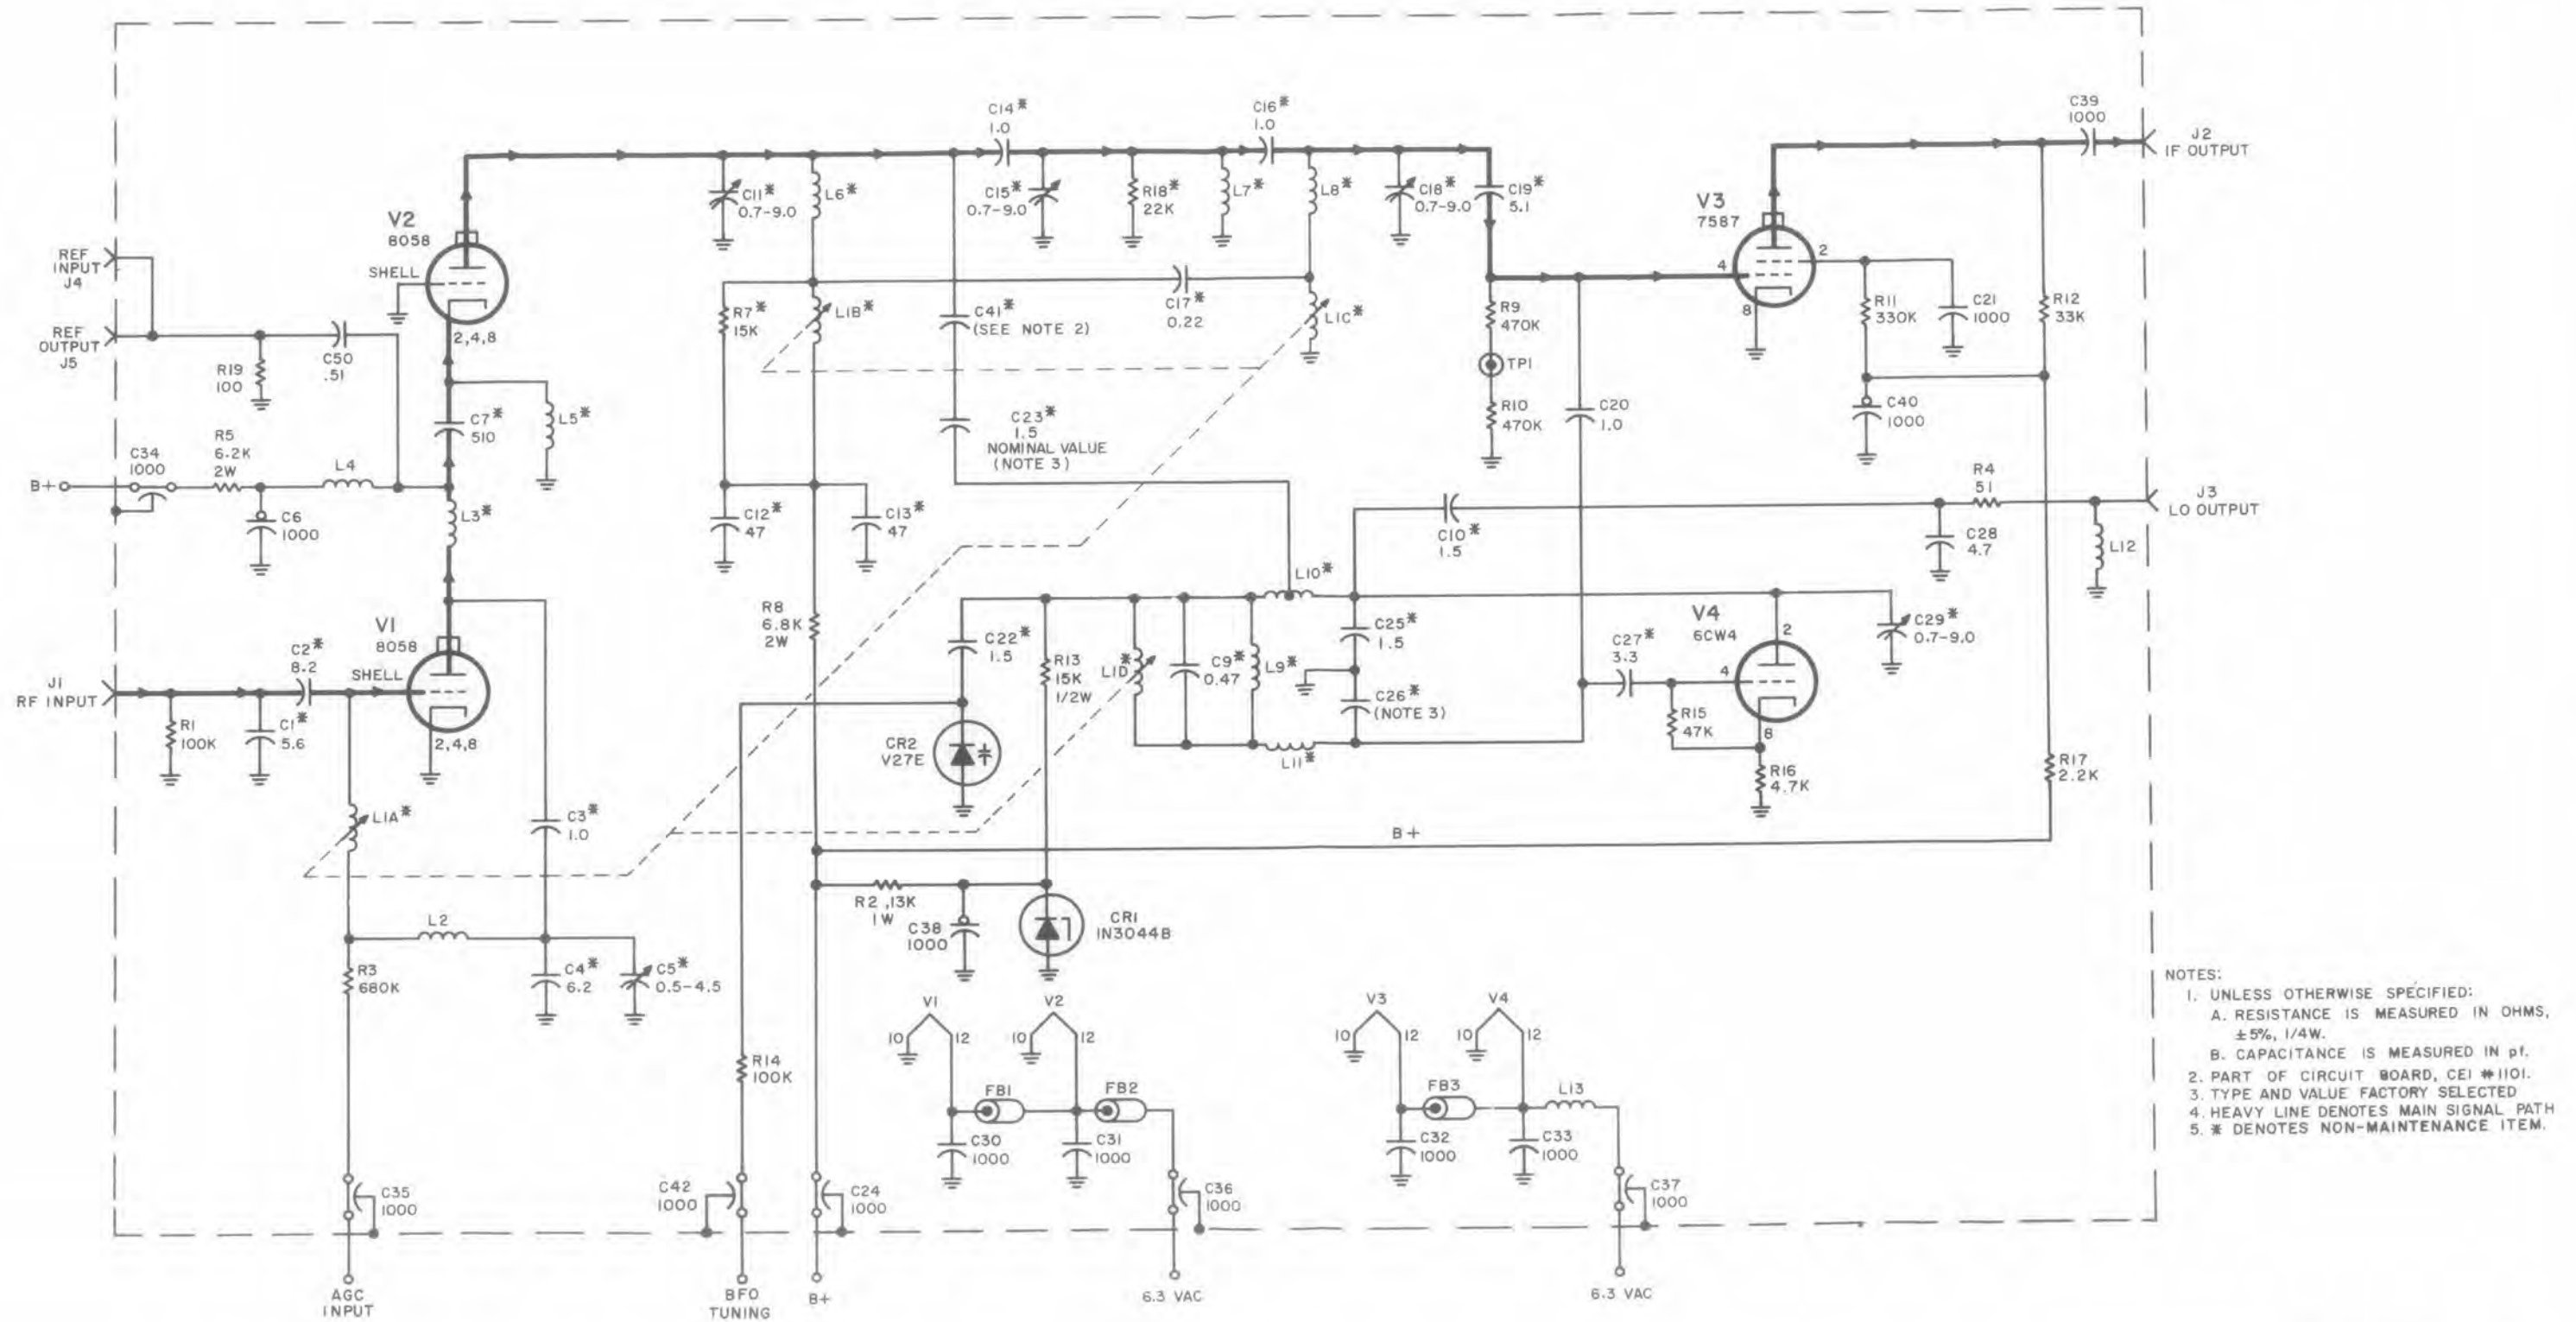 C14*
1.0
C16*
1.0
C39
1000
J2
IF OUTPUT
C11*
0.7-9.0
L6*
C15*
0.7-9.0
R18*
22K
L7*
L8*
C18*
0.7-9.0
C19*
5.1
V3
7587
2
4
8
V2
8058
SHELL
2,4,8
REF
INPUT
J4
REF
OUTPUT
J5
R19
100
C50
.51
R7*
15K
L1B*
C41*
(SEE NOTE 2)
C17*
0.22
L1C*
R9
470K
TP1
R10
470K
R11
330K
C21
1000
R12
33K
C40
1000
C20
1.0
C7*
510
L5*
C23*
1.5
NOMINAL VALUE
(NOTE 3)
B+
C34
1000
R5
6.2K
2W
L4
C6
1000
L3*
C12*
47
C13*
47
C10*
1.5
R4
51
C28
4.7
L12
J3
LO OUTPUT
V1
8058
SHELL
2,4,8
J1
RF INPUT
R1
100K
C1*
5.6
C2*
8.2
R8
6.8K
2W
C22*
1.5
R13
15K
1/2W
L1D*
C9*
0.47
L9*
L10*
C25*
1.5
C26*
(NOTE 3)
L11*
C27*
3.3
V4
6CW4
2
4
8
C29*
0.7-9.0
R15
47K
R16
4.7K
R17
2.2K
CR2
V27E
L1A*
C3*
1.0
B+
R2 ,13K
1W
C38
1000
CR1
IN3044B
L2
R3
680K
C4*
6.2
C5*
0.5-4.5
V1
10
12
V2
10
12
V3
10
12
V4
10
12
FB1
FB2
FB3
L13
R14
100K
C30
1000
C31
1000
C32
1000
C33
1000
C35
1000
C42
1000
C24
1000
C36
1000
C37
1000
AGC
INPUT
BFO
TUNING
B+
6.3 VAC
6.3 VAC
NOTES:
1. UNLESS OTHERWISE SPECIFIED:
A. RESISTANCE IS MEASURED IN OHMS,
±5%, 1/4W.
B. CAPACITANCE IS MEASURED IN pf.
2. PART OF CIRCUIT BOARD, CEI #1101.
3. TYPE AND VALUE FACTORY SELECTED
4. HEAVY LINE DENOTES MAIN SIGNAL PATH
5. * DENOTES NON-MAINTENANCE ITEM.